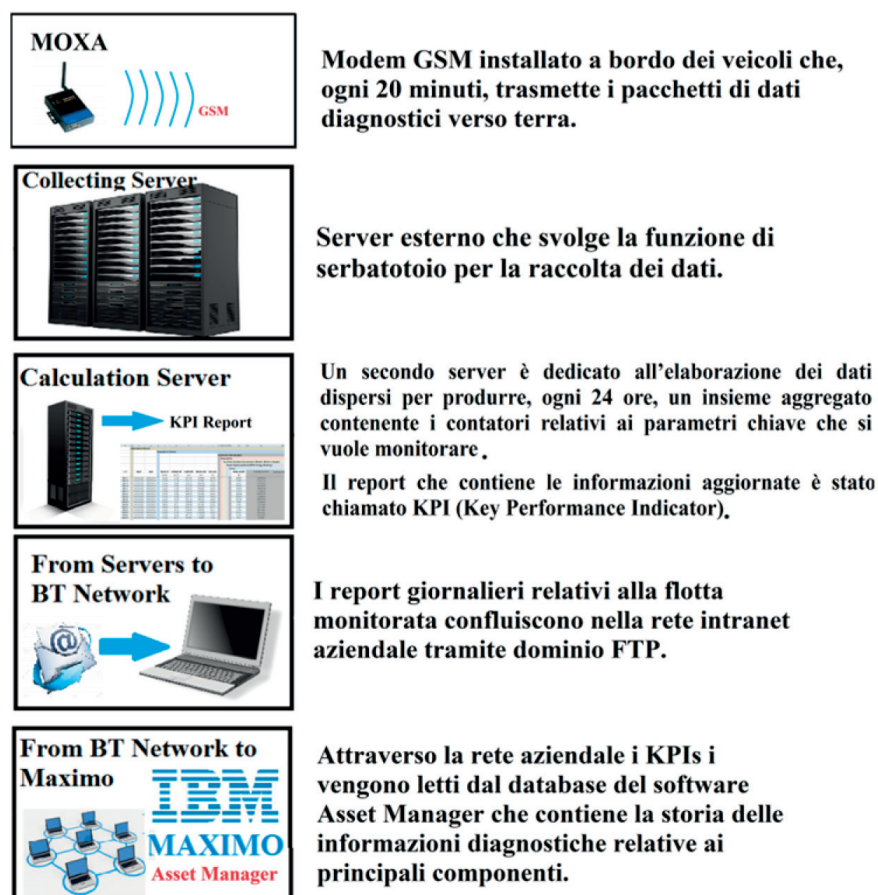 MOXA
GSM
Modem GSM installato a bordo dei veicoli che,
ogni 20 minuti, trasmette i pacchetti di dati
diagnostici verso terra.
Collecting Server
Server esterno che svolge la funzione di
serbatotoio per la raccolta dei dati.
Calculation Server
KPI Report
Un secondo server è dedicato all'elaborazione dei dati
dispersi per produrre, ogni 24 ore, un insieme aggregato
contenente i contatori relativi ai parametri chiave che si
vuole monitorare.
Il report che contiene le informazioni aggiornate è stato
chiamato KPI (Key Performance Indicator).
From Servers to
BT Network
@
I report giornalieri relativi alla flotta
monitorata confluiscono nella rete intranet
aziendale tramite dominio FTP.
From BT Network to
Maximo
IBM
MAXIMO
Asset Manager
Attraverso la rete aziendale i KPIs i
vengono letti dal database del software
Asset Manager che contiene la storia delle
informazioni diagnostiche relative ai
principali componenti.